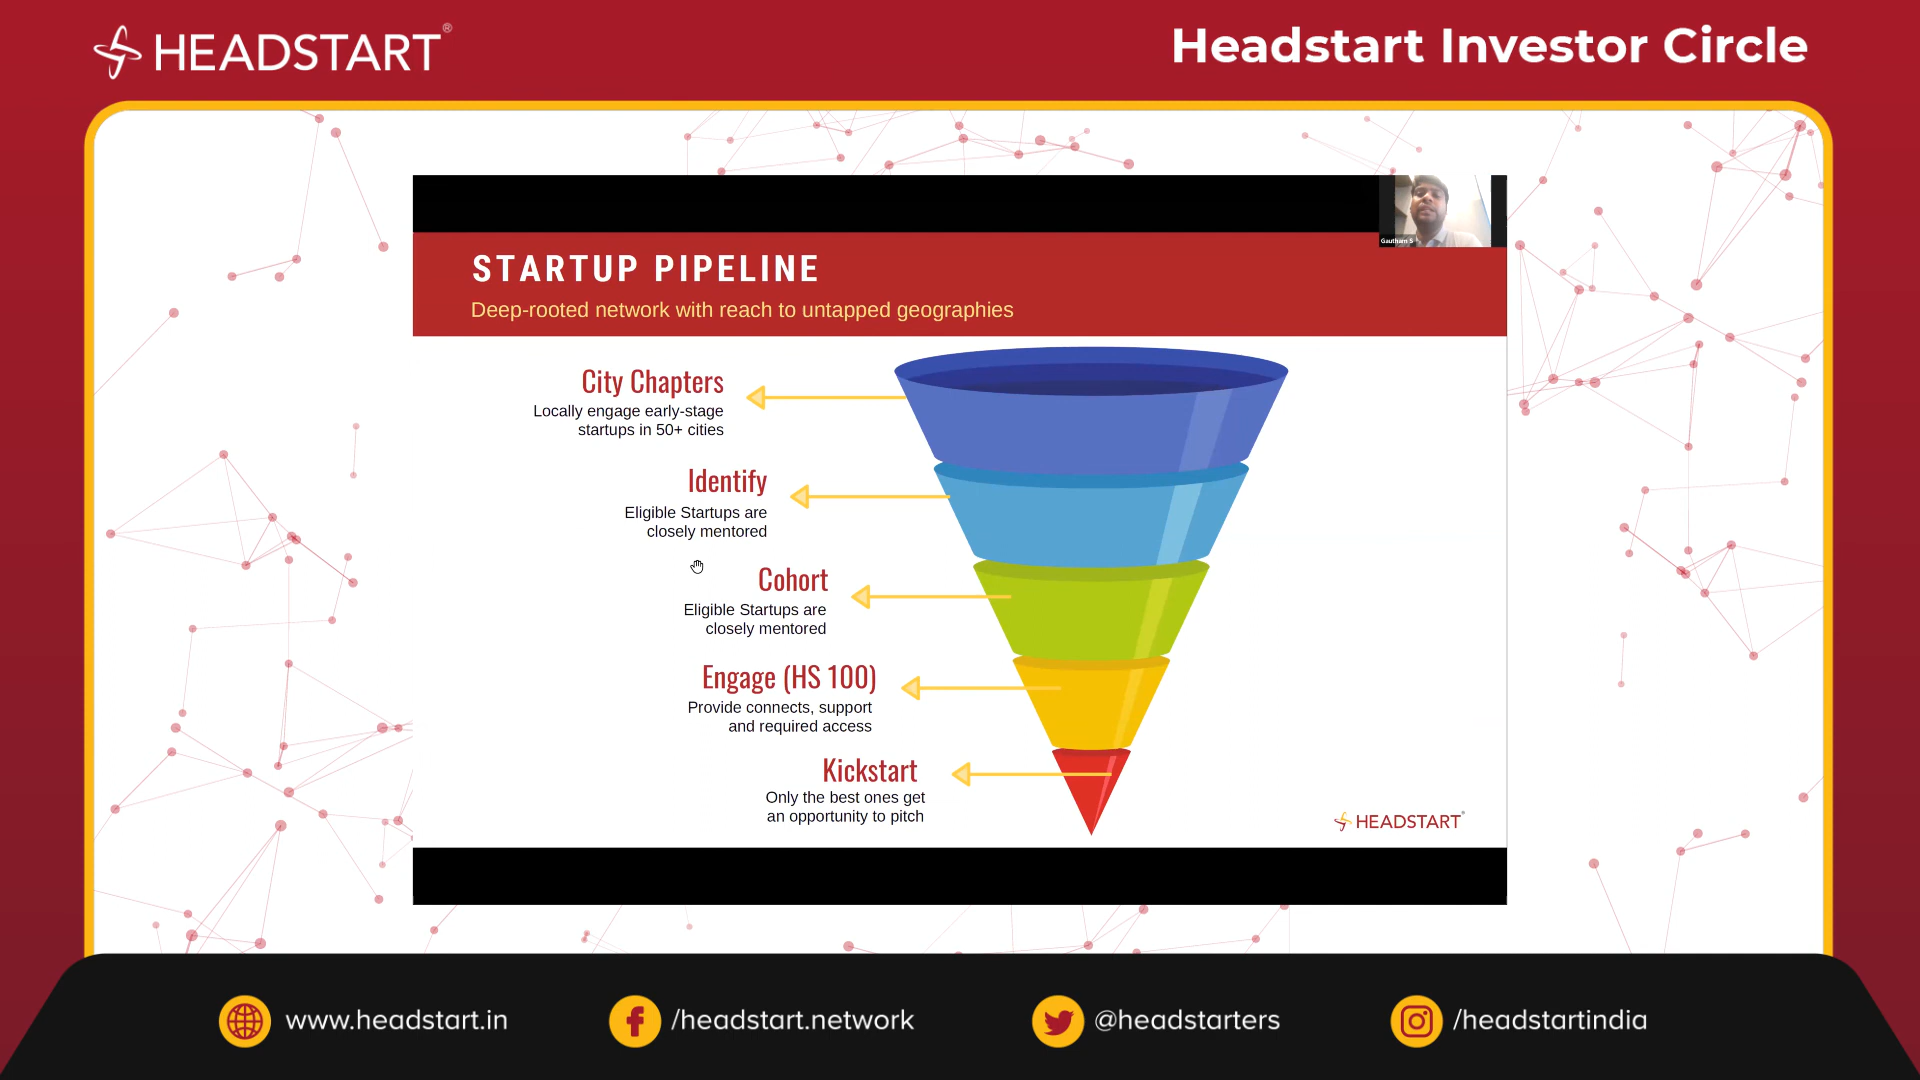 HEADSTART®
Headstart Investor Circle
Gautham S
STARTUP PIPELINE
Deep-rooted network with reach to untapped geographies
City Chapters
Locally engage early-stage
startups in 50+ cities
Identify
Eligible Startups are
closely mentored
Cohort
Eligible Startups are
closely mentored
Engage (HS 100)
Provide connects, support
and required access
Kickstart
Only the best ones get
an opportunity to pitch
HEADSTART®
www.headstart.in
/headstart.network
@headstarters
/headstartindia